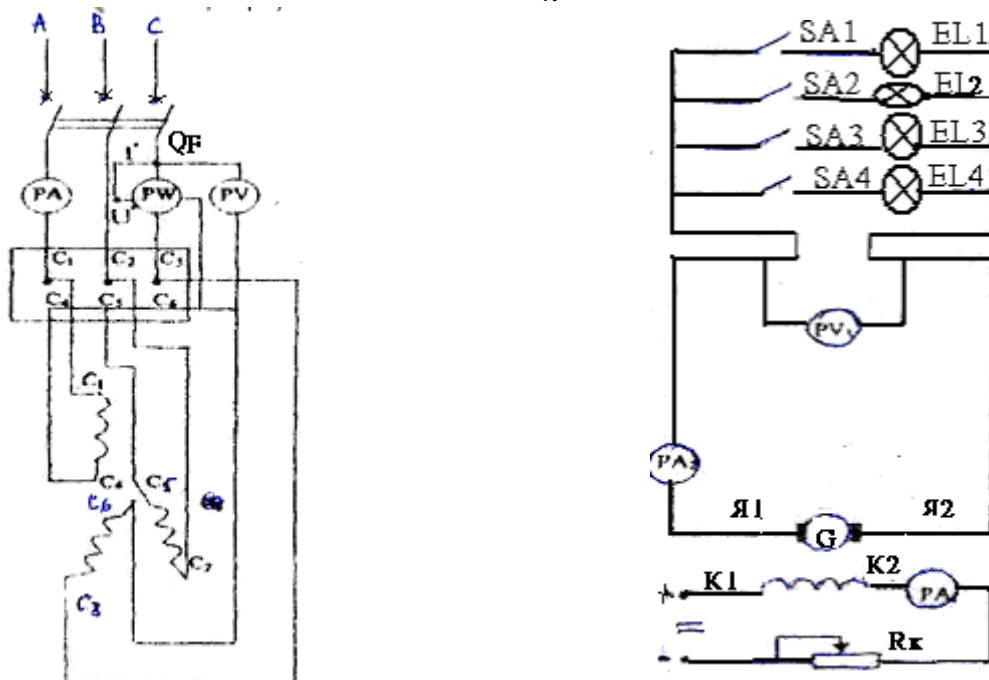 A B C
QF
I*
U*
PA PW PV
C₁ C₂ C₃
C₄ C₅ C₆
C₁
C₄ C₅
C₆
C₃
SA1 EL1
SA2 EL2
SA3 EL3
SA4 EL4
PV₁
PA₂
Я1 G Я2
K1 K2 PA
Rк